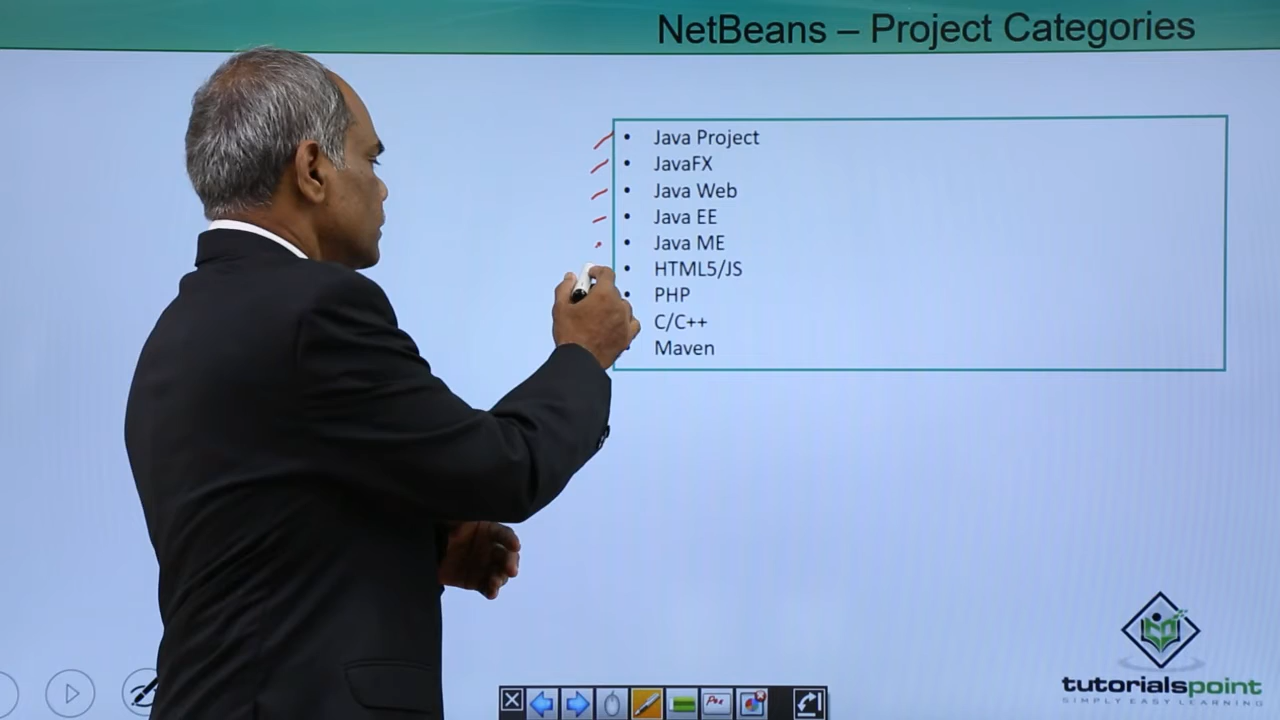 NetBeans – Project Categories
• Java Project
• JavaFX
• Java Web
• Java EE
• Java ME
• HTML5/JS
• PHP
C/C++
Maven
Pen
tutorialspoint
SIMPLY EASY LEARNING